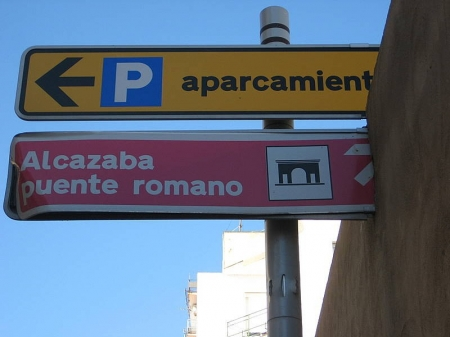 P aparcamient
Alcazaba
puente romano